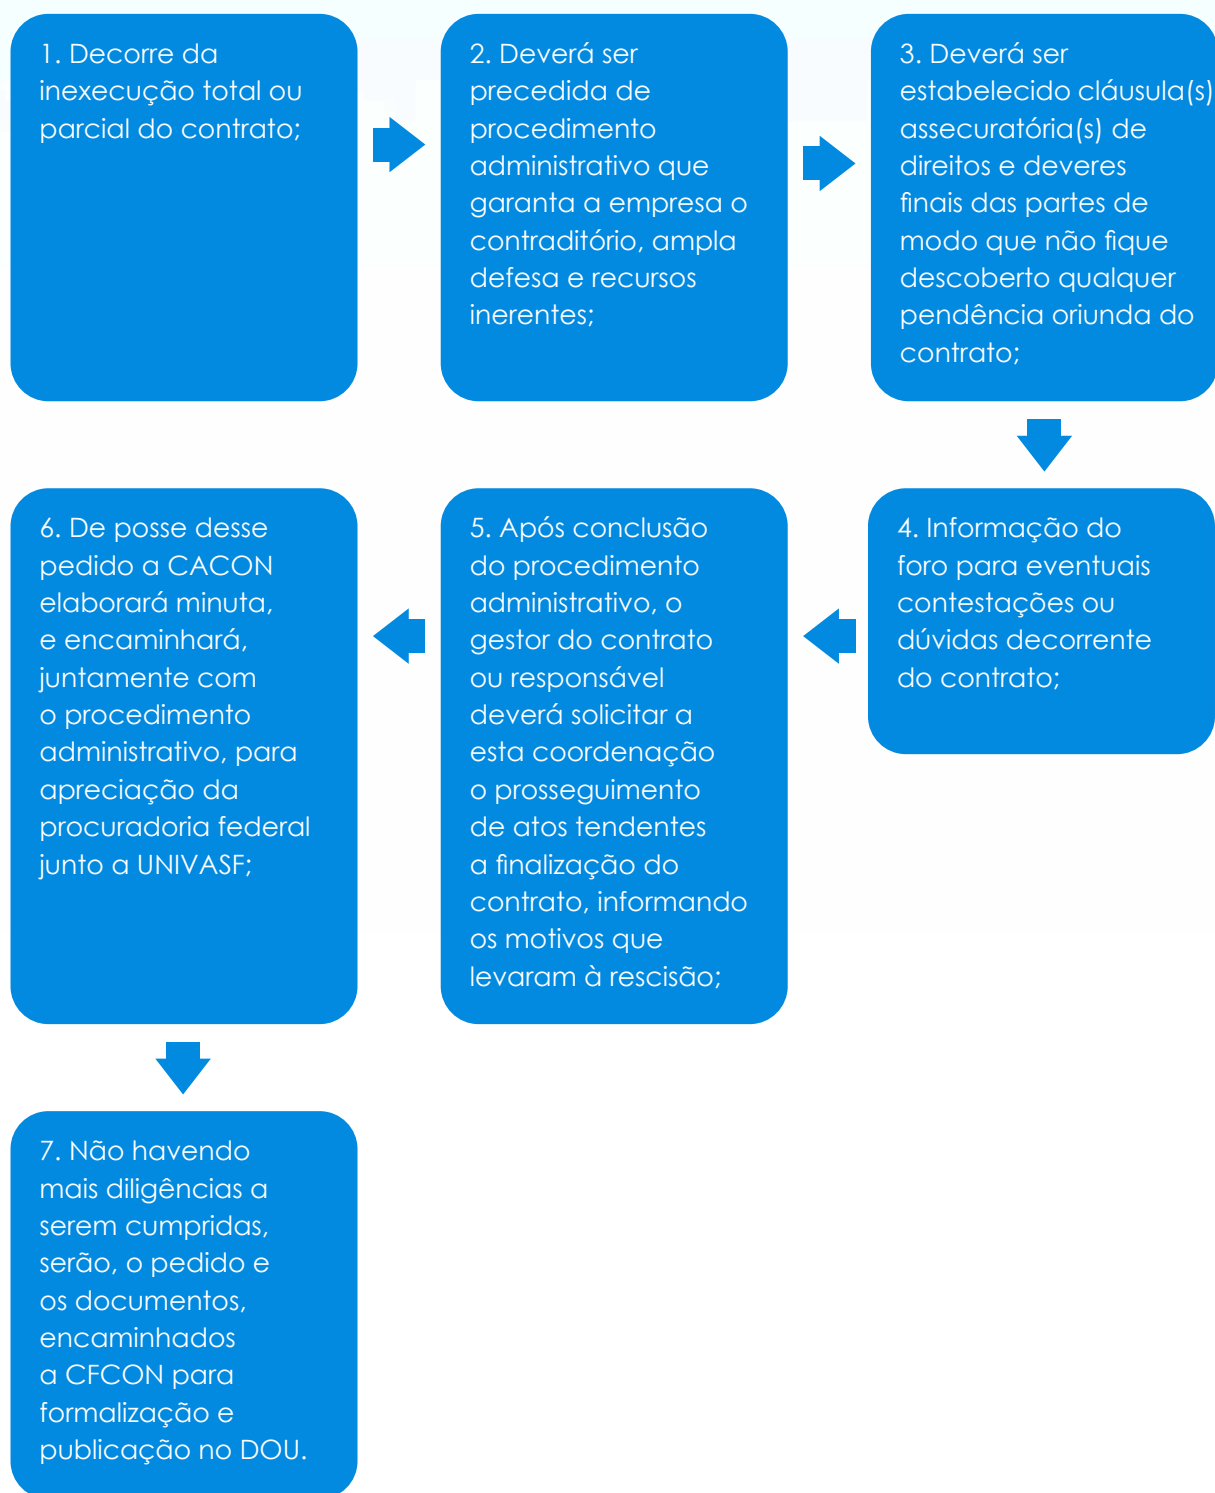 1. Decorre da
inexecução total ou
parcial do contrato;
2. Deverá ser
precedida de
procedimento
administrativo que
garanta a empresa o
contraditório, ampla
defesa e recursos
inerentes;
3. Deverá ser
estabelecido cláusula(s)
assecuratória(s) de
direitos e deveres
finais das partes de
modo que não fique
descoberto qualquer
pendência oriunda do
contrato;
4. Informação do
foro para eventuais
contestações ou
dúvidas decorrente
do contrato;
5. Após conclusão
do procedimento
administrativo, o
gestor do contrato
ou responsável
deverá solicitar a
esta coordenação
o prosseguimento
de atos tendentes
a finalização do
contrato, informando
os motivos que
levaram à rescisão;
6. De posse desse
pedido a CACON
elaborará minuta,
e encaminhará,
juntamente com
o procedimento
administrativo, para
apreciação da
procuradoria federal
junto a UNIVASF;
7. Não havendo
mais diligências a
serem cumpridas,
serão, o pedido e
os documentos,
encaminhados
a CFCON para
formalização e
publicação no DOU.